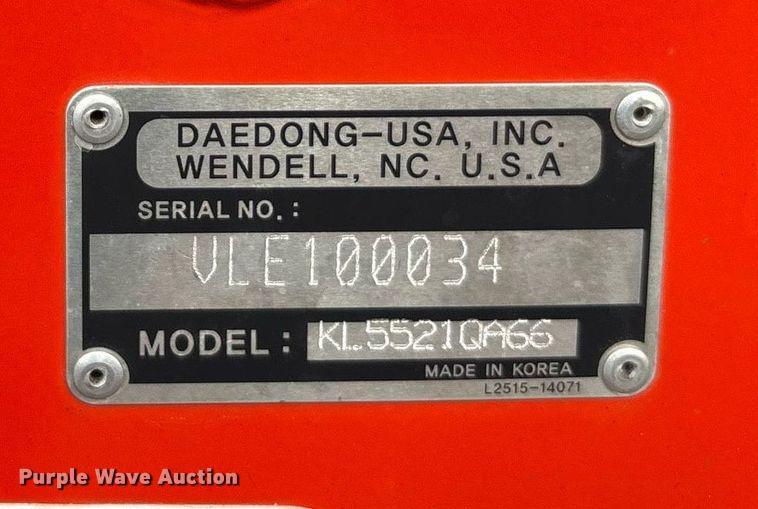 DAEDONG-USA, INC.
WENDELL, NC. U.S.A
SERIAL NO. :
VLE100034
MODEL : KL5521QA66
MADE IN KOREA
L2515-14071
Purple Wave Auction